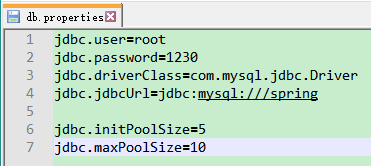 db.properties
1 jdbc.user=root
2 jdbc.password=1230
3 jdbc.driverClass=com.mysql.jdbc.Driver
4 jdbc.jdbcUrl=jdbc:mysql:///spring
5
6 jdbc.initPoolSize=5
7 jdbc.maxPoolSize=10